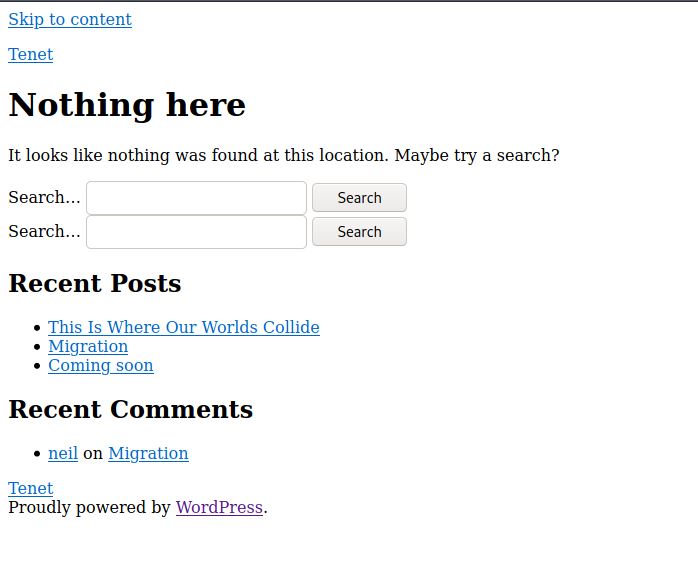 Skip to content
Tenet
Nothing here
It looks like nothing was found at this location. Maybe try a search?
Search… Search
Search… Search
Recent Posts
This Is Where Our Worlds Collide
Migration
Coming soon
Recent Comments
neil on Migration
Tenet
Proudly powered by WordPress.